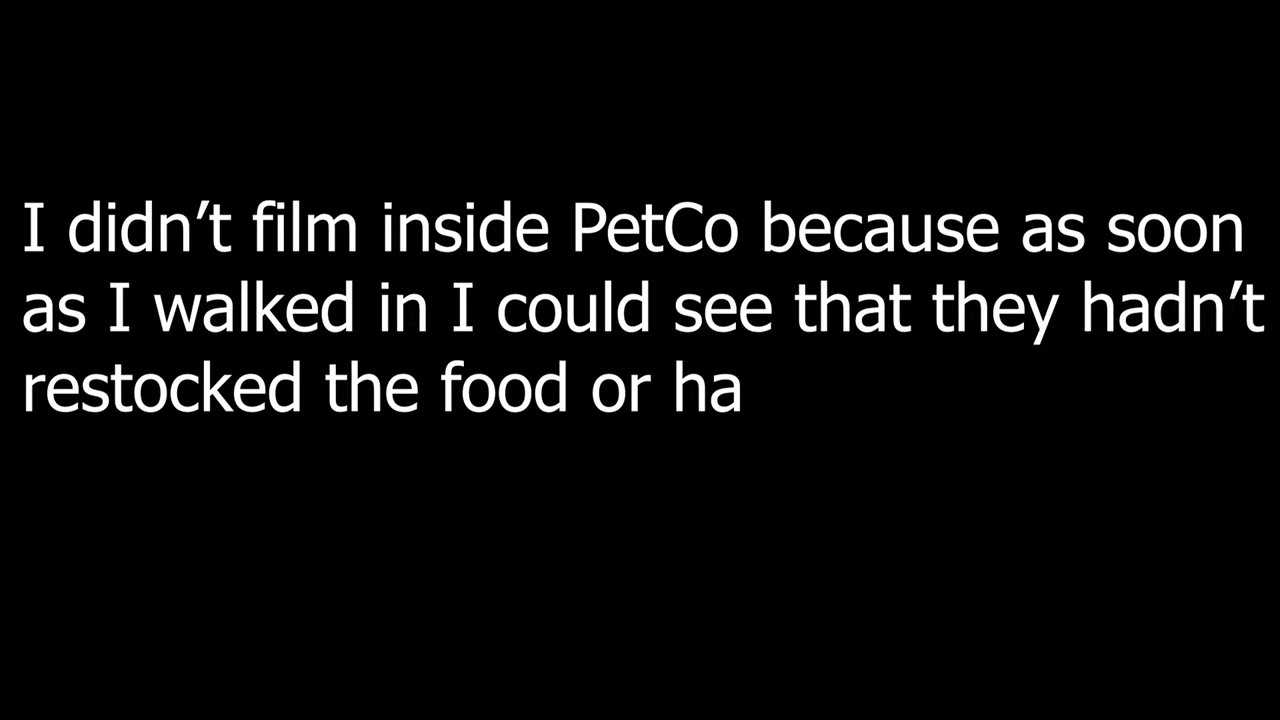 I didn’t film inside PetCo because as soon
as I walked in I could see that they hadn’t
restocked the food or ha